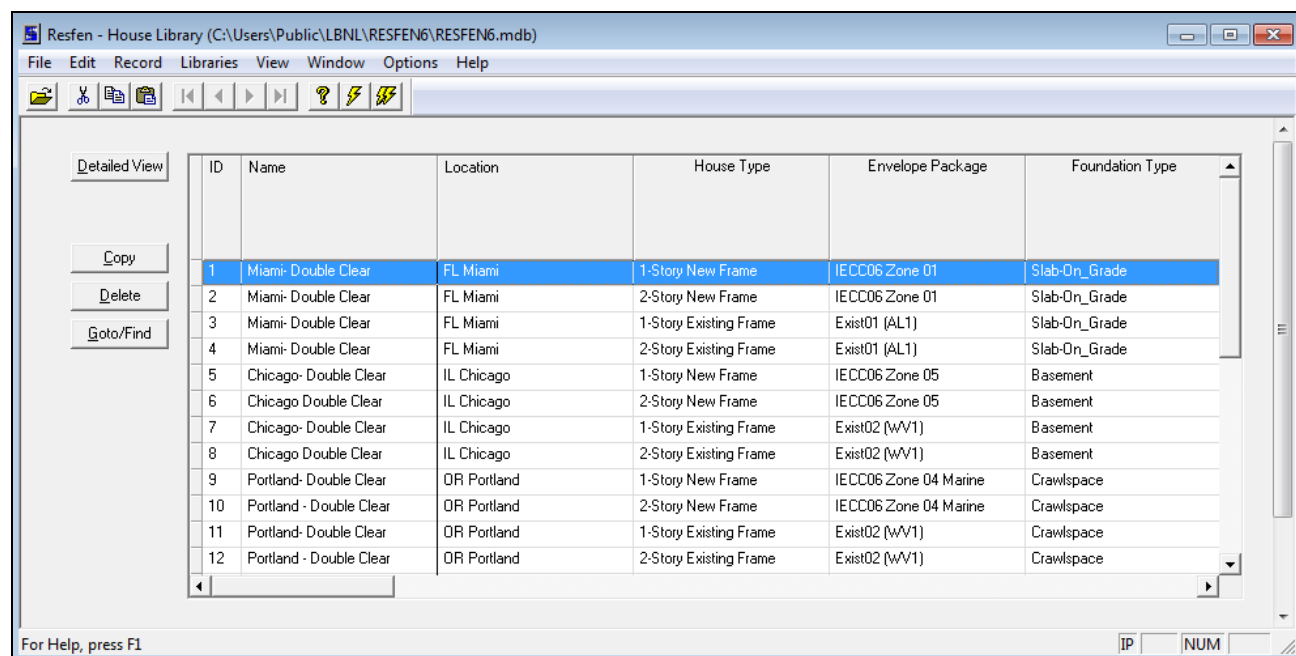 Resfen - House Library (C:\Users\Public\LBNL\RESFEN6\RESFEN6.mdb)
File Edit Record Libraries View Window Options Help
Detailed View
Copy
Delete
Goto/Find
ID Name Location House Type Envelope Package Foundation Type
1 Miami- Double Clear FL Miami 1-Story New Frame IECC06 Zone 01 Slab-On_Grade
2 Miami- Double Clear FL Miami 2-Story New Frame IECC06 Zone 01 Slab-On_Grade
3 Miami- Double Clear FL Miami 1-Story Existing Frame Exist01 (AL1) Slab-On_Grade
4 Miami- Double Clear FL Miami 2-Story Existing Frame Exist01 (AL1) Slab-On_Grade
5 Chicago- Double Clear IL Chicago 1-Story New Frame IECC06 Zone 05 Basement
6 Chicago Double Clear IL Chicago 2-Story New Frame IECC06 Zone 05 Basement
7 Chicago- Double Clear IL Chicago 1-Story Existing Frame Exist02 (WV1) Basement
8 Chicago Double Clear IL Chicago 2-Story Existing Frame Exist02 (WV1) Basement
9 Portland- Double Clear OR Portland 1-Story New Frame IECC06 Zone 04 Marine Crawlspace
10 Portland - Double Clear OR Portland 2-Story New Frame IECC06 Zone 04 Marine Crawlspace
11 Portland- Double Clear OR Portland 1-Story Existing Frame Exist02 (WV1) Crawlspace
12 Portland - Double Clear OR Portland 2-Story Existing Frame Exist02 (WV1) Crawlspace
For Help, press F1 IP NUM